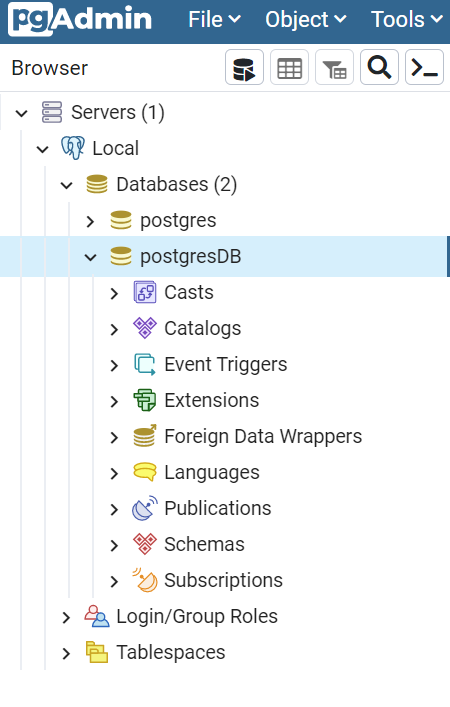 pgAdmin File Object Tools
Browser
Servers (1)
Local
Databases (2)
postgres
postgresDB
Casts
Catalogs
Event Triggers
Extensions
Foreign Data Wrappers
Languages
Publications
Schemas
Subscriptions
Login/Group Roles
Tablespaces